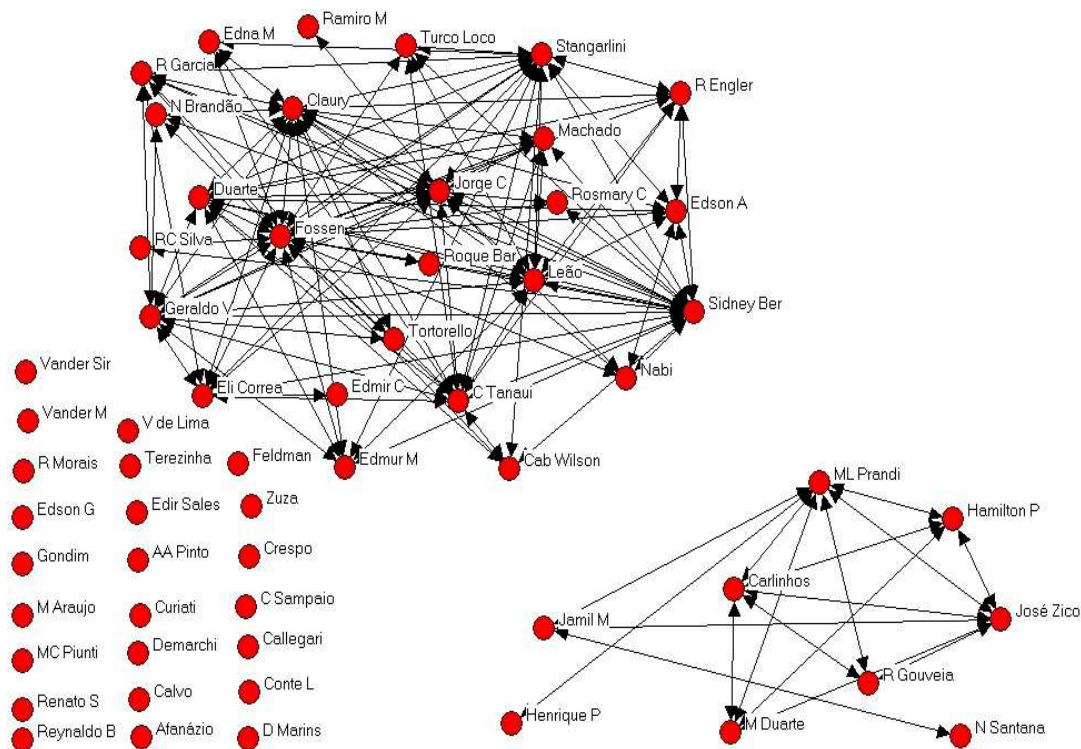 Ramiro M
Edna M
Turco Loco
Stangarlini
R Garcia
R Engler
N Brandão
Claury
Machado
Duarte
Jorge C
Rosmary C
Edson A
RC Silva
Fossen
Roque Bar
Leão
Geraldo V
Sidney Ber
Tortorello
Vander Sir
Eli Correa
Edmir C
C Tanaui
Nabi
Vander M
V de Lima
R Morais
Terezinha
Feldman
Edmur M
Cab Wilson
ML Prandi
Edson G
Edir Sales
Zuza
Hamilton P
Gondim
AA Pinto
Crespo
Carlinhos
M Araujo
Curiati
C Sampaio
Jamil M
José Zico
MC Piunti
Demarchi
Callegari
R Gouveia
Renato S
Calvo
Conte L
Henrique P
M Duarte
N Santana
Reynaldo B
Afanázio
D Marins